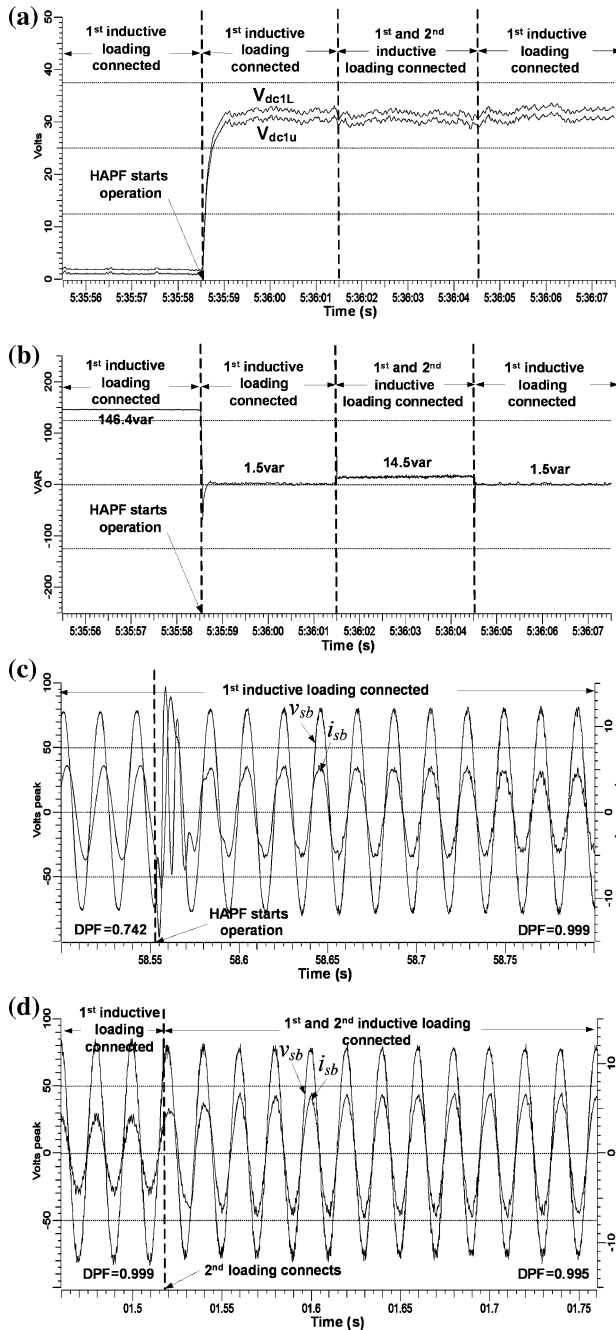 (a)
1st inductive
loading
connected
1st inductive
loading
connected
1st and 2nd
inductive
loading connected
1st inductive
loading
connected
Vdc1L
Vdc1u
HAPF starts
operation
Volts
50
40
30
20
10
0
5:35:56 5:35:57 5:35:58 5:35:59 5:36:00 5:36:01 5:36:02 5:36:03 5:36:04 5:36:05 5:36:06 5:36:07
Time (s)
(b)
1st inductive
loading
connected
1st inductive
loading
connected
1st and 2nd
inductive
loading connected
1st inductive
loading
connected
146.4var
1.5var
14.5var
1.5var
HAPF starts
operation
VAR
200
100
0
-100
-200
5:35:56 5:35:57 5:35:58 5:35:59 5:36:00 5:36:01 5:36:02 5:36:03 5:36:04 5:36:05 5:36:06 5:36:07
Time (s)
(c)
1st inductive loading connected
vsb
isb
Volts peak
100
50
0
-50
10
5
0
-5
-10
DPF=0.742
HAPF starts
operation
DPF=0.999
58.55 58.6 58.65 58.7 58.75
Time (s)
(d)
1st inductive
loading
connected
1st and 2nd inductive loading
connected
vsb
isb
Volts peak
100
50
0
-50
10
5
0
-5
-10
DPF=0.999
2nd loading connects
DPF=0.995
01.5 01.55 01.6 01.65 01.7 01.75
Time (s)